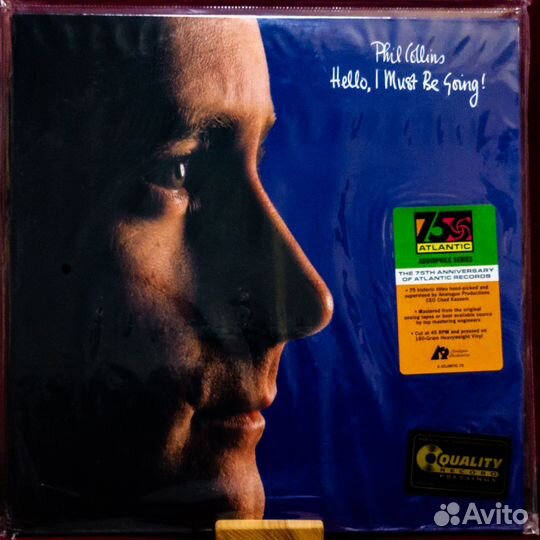 Phil Collins
Hello, I Must Be Going!
75
ATLANTIC
AUDIOPHILE SERIES
THE 75TH ANNIVERSARY
OF ATLANTIC RECORDS
• 75 historic titles hand-picked and
supervised by Analogue Productions
CEO Chad Kassem
• Mastered from the original
analog tapes or best available source
by top mastering engineers
• Cut at 45 RPM and pressed on
180-Gram Heavyweight Vinyl
Analogue
Productions
QUALITY
RECORD
PRESSINGS
Avito